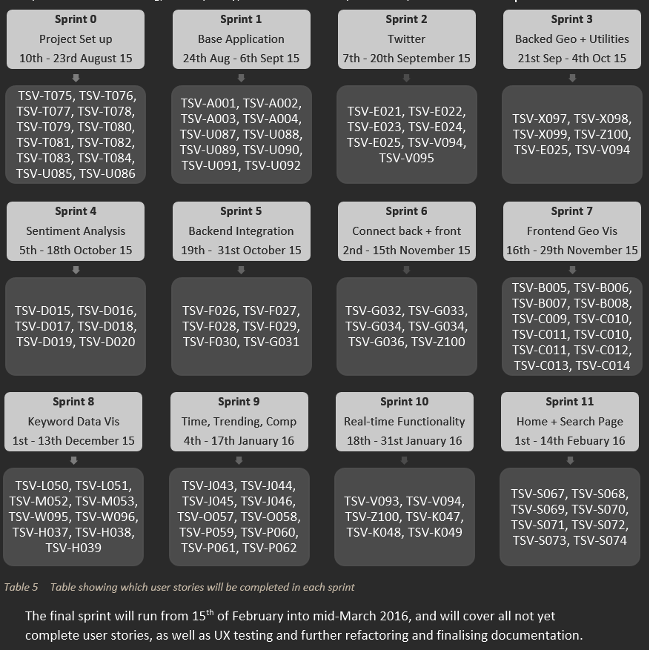 Sprint 0
Project Set up
10th - 23rd August 15
Sprint 1
Base Application
24th Aug - 6th Sept 15
Sprint 2
Twitter
7th - 20th September 15
Sprint 3
Backed Geo + Utilities
21st Sep - 4th Oct 15
TSV-T075, TSV-T076,
TSV-T077, TSV-T078,
TSV-T079, TSV-T080,
TSV-T081, TSV-T082,
TSV-T083, TSV-T084,
TSV-U085, TSV-U086
TSV-A001, TSV-A002,
TSV-A003, TSV-A004,
TSV-U087, TSV-U088,
TSV-U089, TSV-U090,
TSV-U091, TSV-U092
TSV-E021, TSV-E022,
TSV-E023, TSV-E024,
TSV-E025, TSV-V094,
TSV-V095
TSV-X097, TSV-X098,
TSV-X099, TSV-Z100,
TSV-E025, TSV-V094
Sprint 4
Sentiment Analysis
5th - 18th October 15
Sprint 5
Backend Integration
19th - 31st October 15
Sprint 6
Connect back + front
2nd - 15th November 15
Sprint 7
Frontend Geo Vis
16th - 29th November 15
TSV-D015, TSV-D016,
TSV-D017, TSV-D018,
TSV-D019, TSV-D020
TSV-F026, TSV-F027,
TSV-F028, TSV-F029,
TSV-F030, TSV-G031
TSV-G032, TSV-G033,
TSV-G034, TSV-G034,
TSV-G036, TSV-Z100
TSV-B005, TSV-B006,
TSV-B007, TSV-B008,
TSV-C009, TSV-C010,
TSV-C011, TSV-C010,
TSV-C011, TSV-C012,
TSV-C013, TSV-C014
Sprint 8
Keyword Data Vis
1st - 13th December 15
Sprint 9
Time, Trending, Comp
4th - 17th January 16
Sprint 10
Real-time Functionality
18th - 31st January 16
Sprint 11
Home + Search Page
1st - 14th Febuary 16
TSV-L050, TSV-L051,
TSV-M052, TSV-M053,
TSV-W095, TSV-W096,
TSV-H037, TSV-H038,
TSV-H039
TSV-J043, TSV-J044,
TSV-J045, TSV-J046,
TSV-O057, TSV-O058,
TSV-P059, TSV-P060,
TSV-P061, TSV-P062
TSV-V093, TSV-V094,
TSV-Z100, TSV-K047,
TSV-K048, TSV-K049
TSV-S067, TSV-S068,
TSV-S069, TSV-S070,
TSV-S071, TSV-S072,
TSV-S073, TSV-S074
Table 5 Table showing which user stories will be completed in each sprint
The final sprint will run from 15th of February into mid-March 2016, and will cover all not yet
complete user stories, as well as UX testing and further refactoring and finalising documentation.